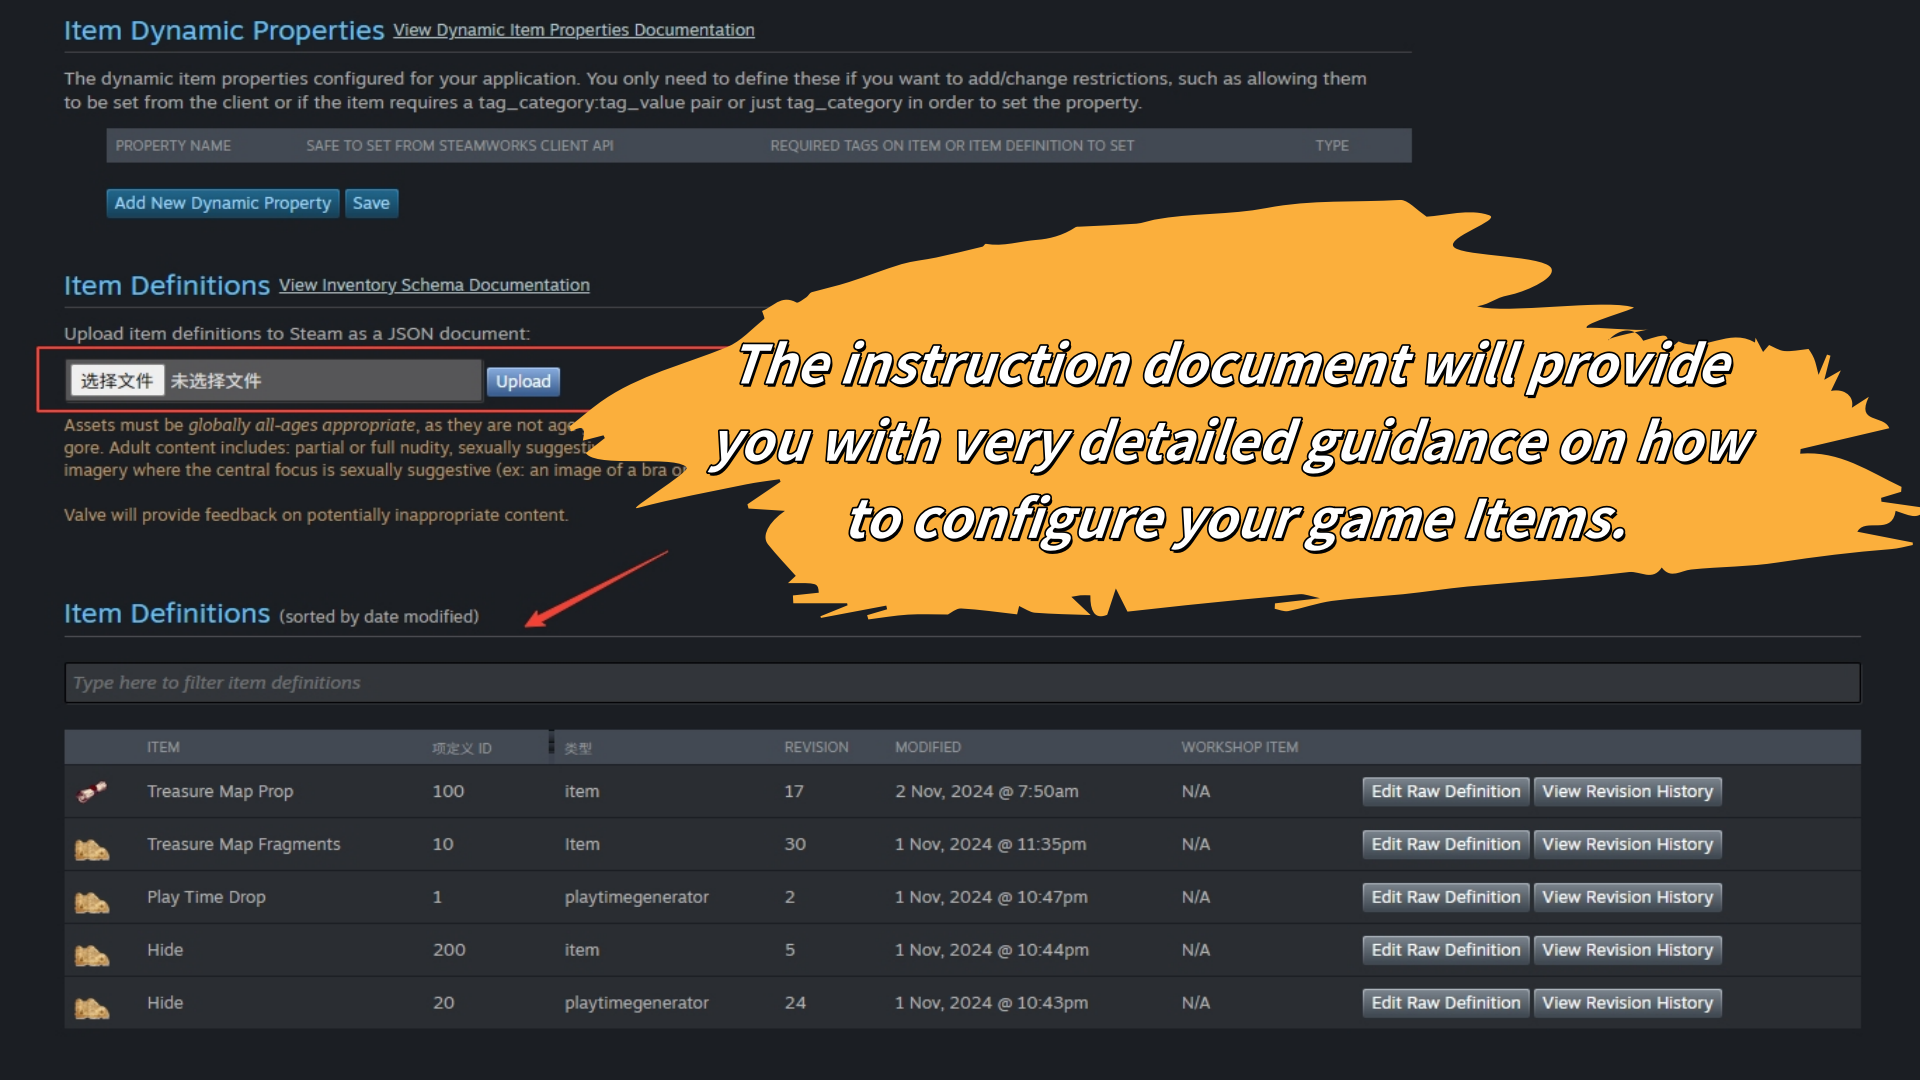 Item Dynamic Properties View Dynamic Item Properties Documentation
The dynamic item properties configured for your application. You only need to define these if you want to add/change restrictions, such as allowing them
to be set from the client or if the item requires a tag_category:tag_value pair or just tag_category in order to set the property.
PROPERTY NAME SAFE TO SET FROM STEAMWORKS CLIENT API REQUIRED TAGS ON ITEM OR ITEM DEFINITION TO SET TYPE
Add New Dynamic Property Save
Item Definitions View Inventory Schema Documentation
Upload item definitions to Steam as a JSON document:
选择文件 未选择文件 Upload
Assets must be globally all-ages appropriate, as they are not
gore. Adult content includes: partial or full nudity, sexually
imagery where the central focus is sexually suggestive (ex: an image of a bra
Valve will provide feedback on potentially inappropriate content.
The instruction document will provide
you with very detailed guidance on how
to configure your game Items.
Item Definitions (sorted by date modified)
Type here to filter item definitions
ITEM 项定义 ID 类型 REVISION MODIFIED WORKSHOP ITEM
Treasure Map Prop 100 item 17 2 Nov, 2024 @ 7:50am N/A Edit Raw Definition View Revision History
Treasure Map Fragments 10 Item 30 1 Nov, 2024 @ 11:35pm N/A Edit Raw Definition View Revision History
Play Time Drop 1 playtimegenerator 2 1 Nov, 2024 @ 10:47pm N/A Edit Raw Definition View Revision History
Hide 200 item 5 1 Nov, 2024 @ 10:44pm N/A Edit Raw Definition View Revision History
Hide 20 playtimegenerator 24 1 Nov, 2024 @ 10:43pm N/A Edit Raw Definition View Revision History